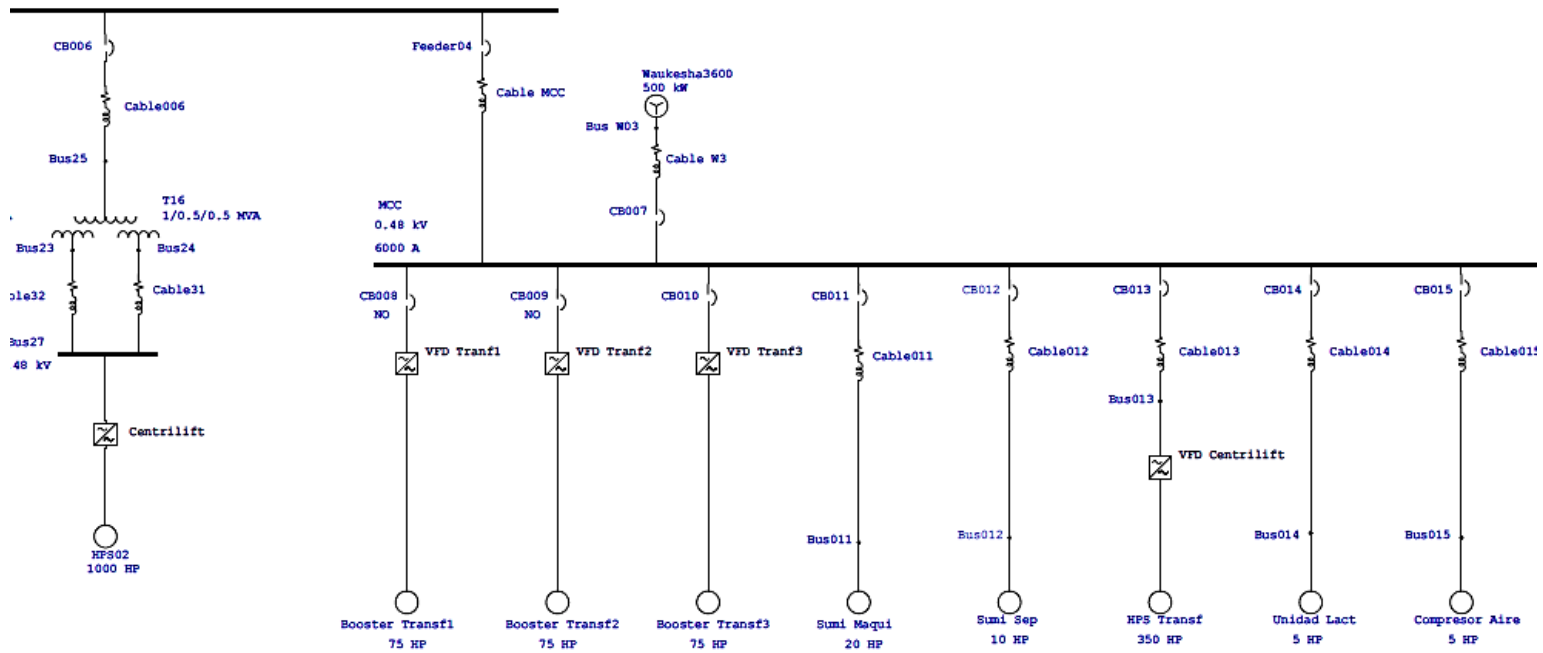 CB006
Cable006
Bus25
T16
1/0.5/0.5 MVA
Bus23
Bus24
ble32
Cable31
Bus27
48 kV
Centrilift
HPS02
1000 HP
Feeder04
Cable MCC
Waukesha3600
500 kW
Bus W03
Cable W3
CB007
MCC
0.48 kV
6000 A
CB008
NO
CB009
NO
CB010
CB011
CB012
CB013
CB014
CB015
VFD Tranf1
VFD Tranf2
VFD Tranf3
Cable011
Cable012
Cable013
Cable014
Cable015
Bus013
VFD Centrilift
Bus011
Bus012
Bus014
Bus015
Booster Transf1
75 HP
Booster Transf2
75 HP
Booster Transf3
75 HP
Sumi Maqui
20 HP
Sumi Sep
10 HP
HPS Transf
350 HP
Unidad Lact
5 HP
Compresor Aire
5 HP